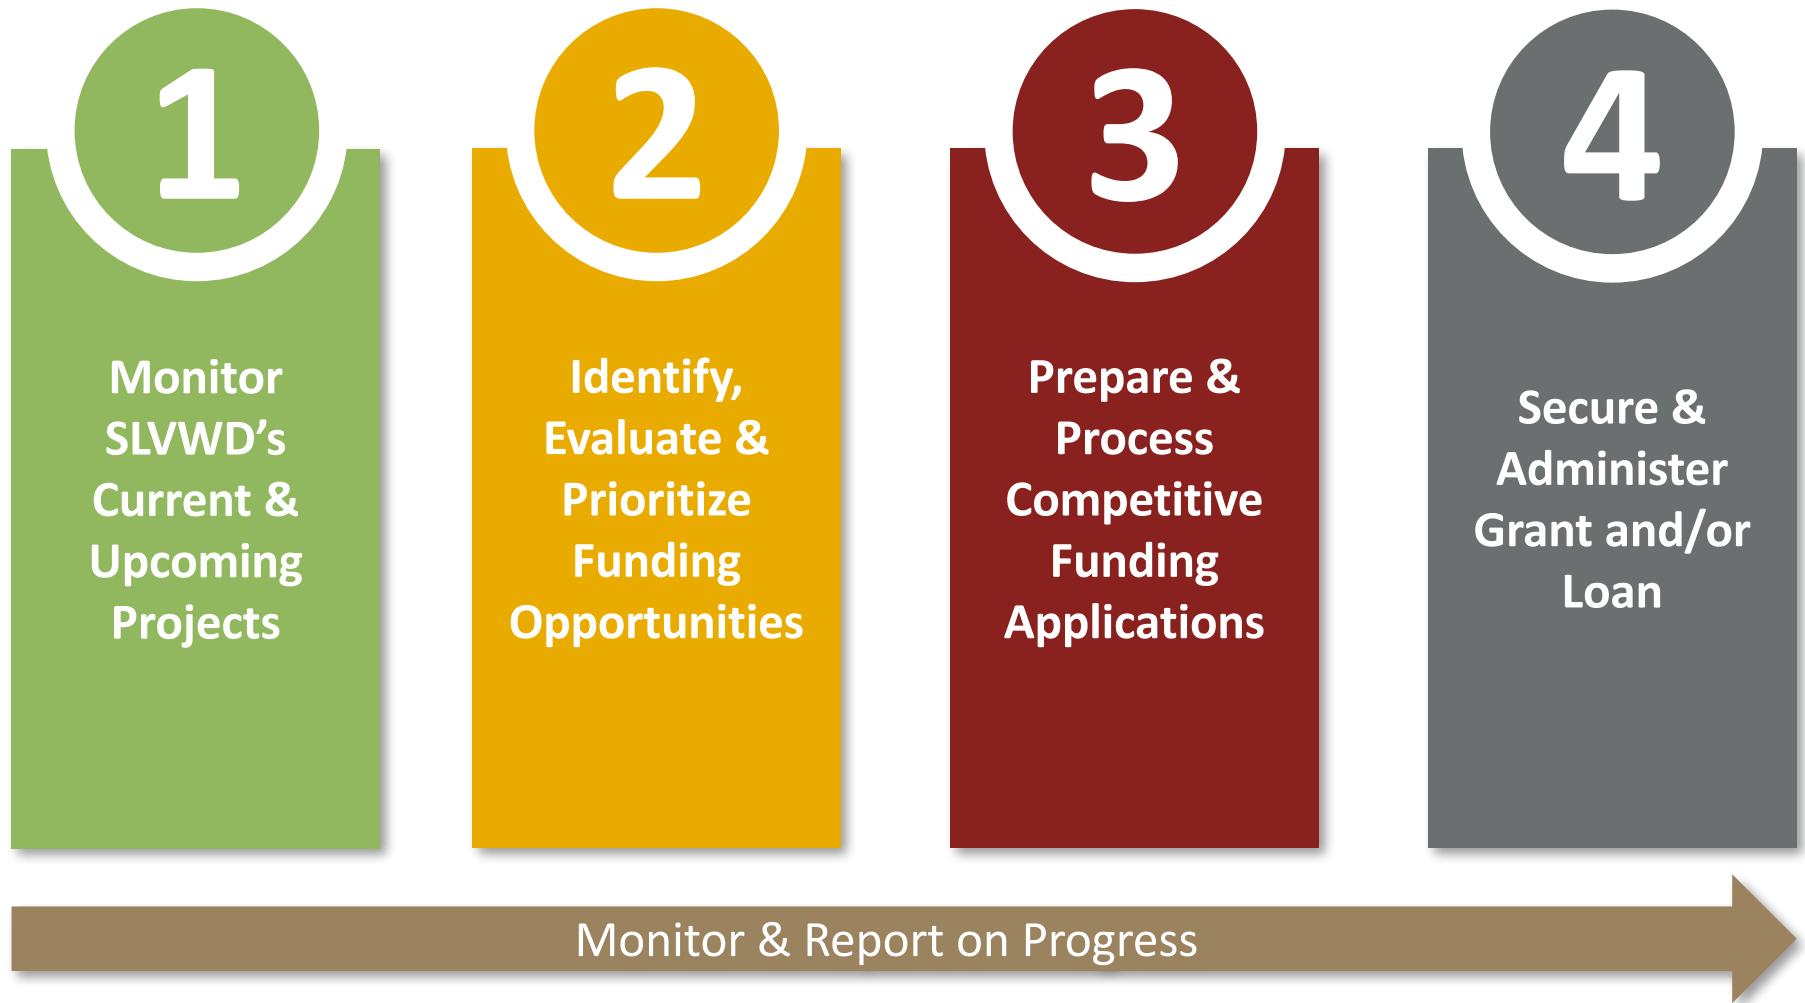 1
Monitor
SLVWD’s
Current &
Upcoming
Projects
2
Identify,
Evaluate &
Prioritize
Funding
Opportunities
3
Prepare &
Process
Competitive
Funding
Applications
4
Secure &
Administer
Grant and/or
Loan
Monitor & Report on Progress